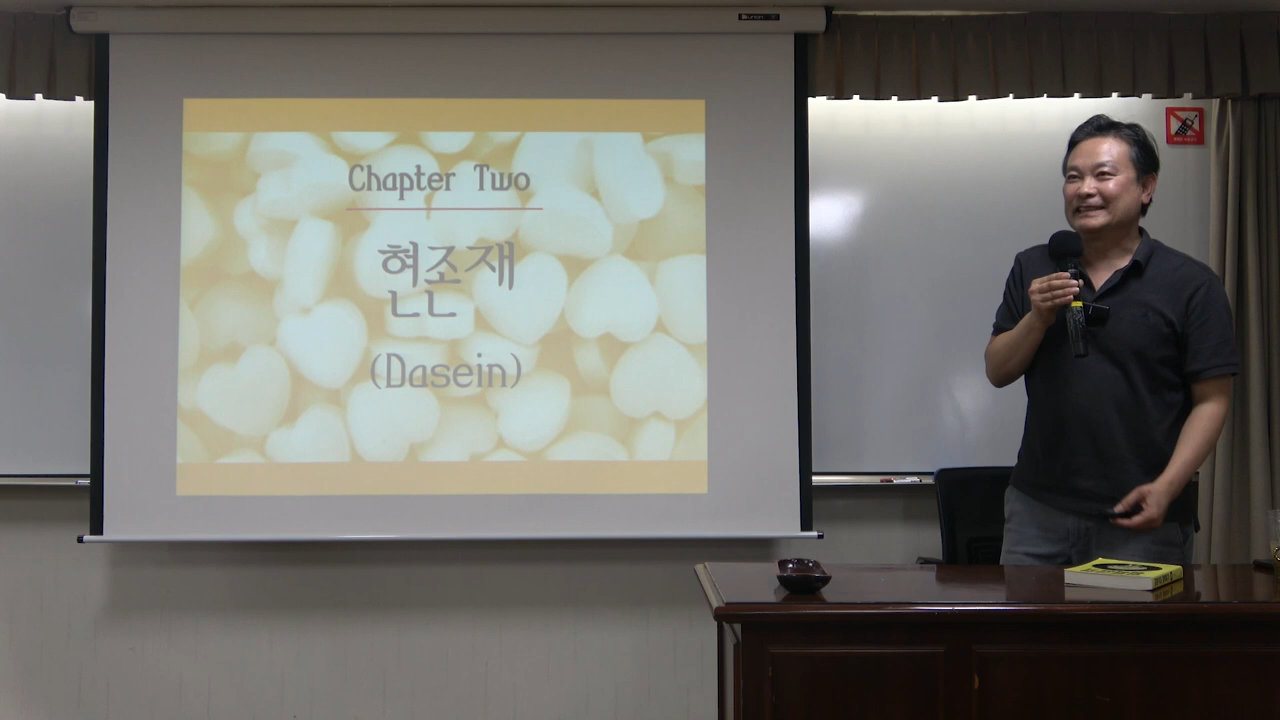 Chapter Two
현존재
(Dasein)